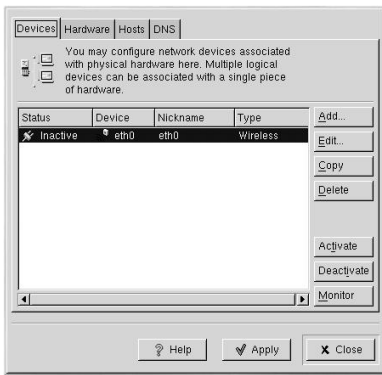 Devices Hardware Hosts DNS
You may configure network devices associated
with physical hardware here. Multiple logical
devices can be associated with a single piece
of hardware.
Status Device Nickname Type
Inactive eth0 eth0 Wireless
Add...
Edit...
Copy
Delete
Activate
Deactivate
Monitor
Help Apply Close